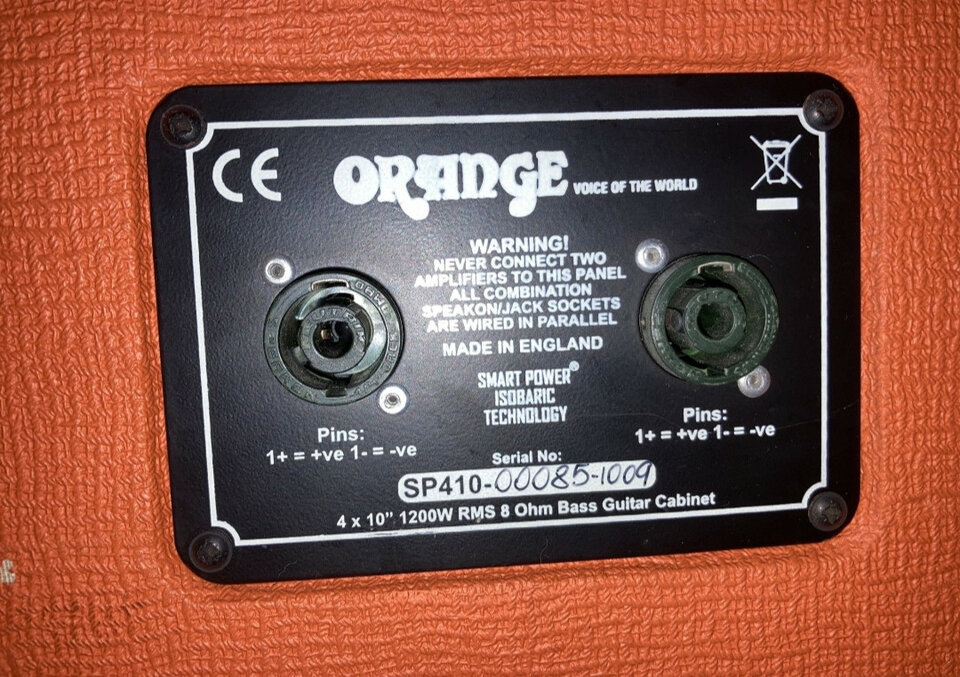 CE
ORANGE VOICE OF THE WORLD
WARNING!
NEVER CONNECT TWO
AMPLIFIERS TO THIS PANEL
ALL COMBINATION
SPEAKON/JACK SOCKETS
ARE WIRED IN PARALLEL
MADE IN ENGLAND
SMART POWER®
ISOBARIC
TECHNOLOGY
Pins:
1+ = +ve 1- = -ve
Pins:
1+ = +ve 1- = -ve
Serial No:
SP410-00085-1009
4 x 10” 1200W RMS 8 Ohm Bass Guitar Cabinet